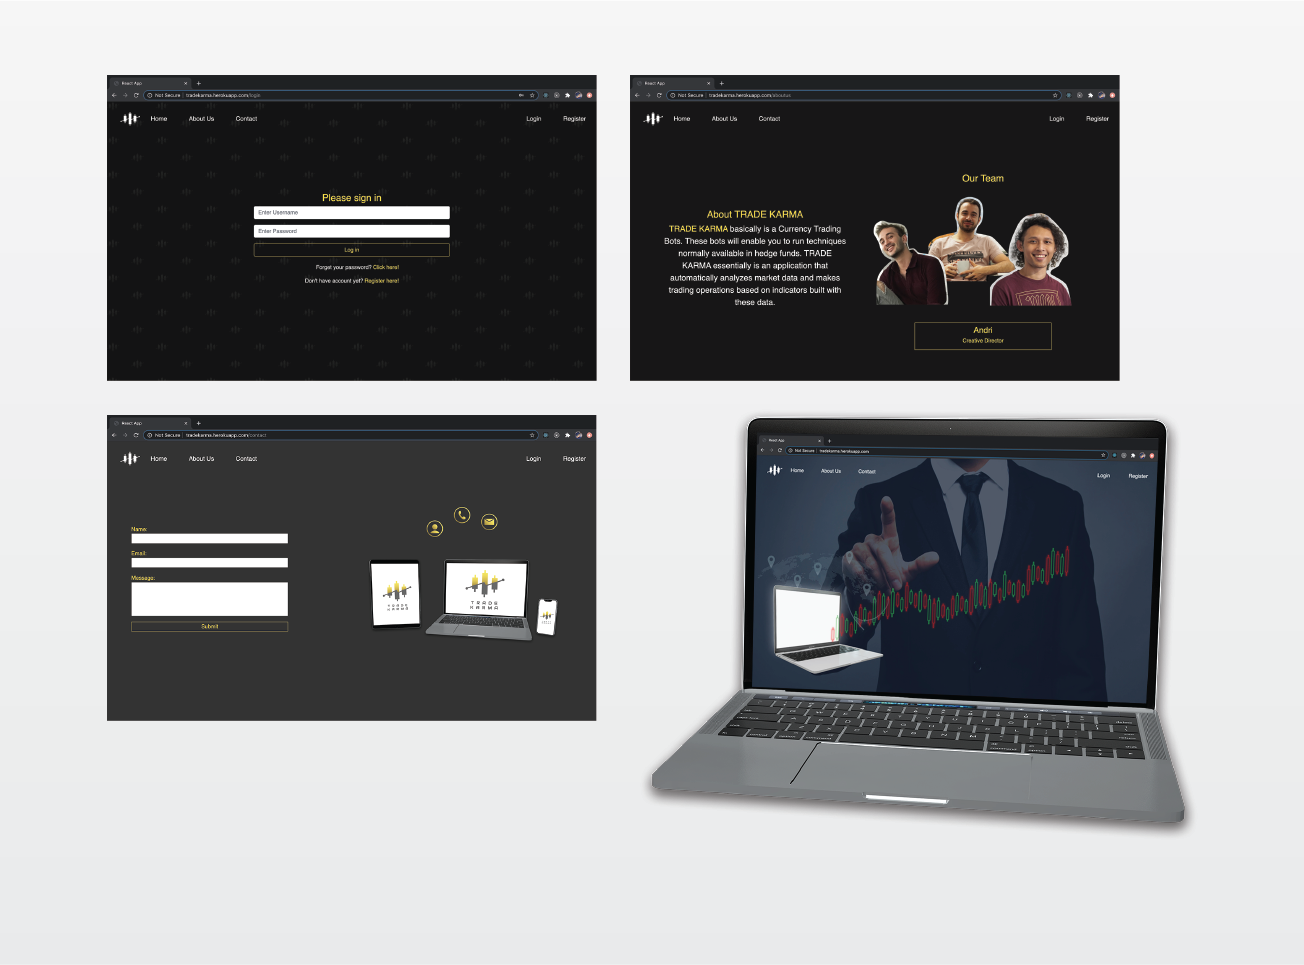 React App
Not Secure | tradekarma.herokuapp.com/login
Home About Us Contact Login Register
Please sign in
Enter Username
Enter Password
Log in
Forget your password? Click here!
Don't have account yet? Register here!
React App
Not Secure | tradekarma.herokuapp.com/aboutus
Home About Us Contact Login Register
Our Team
About TRADE KARMA
TRADE KARMA basically is a Currency Trading
Bots. These bots will enable you to run techniques
normally available in hedge funds. TRADE
KARMA essentially is an application that
automatically analyzes market data and makes
trading operations based on indicators built with
these data.
Andri
Creative Director
React App
Not Secure | tradekarma.herokuapp.com/contact
Home About Us Contact Login Register
Name:
Email:
Message:
Submit
TRADE
KARMA
TRADE
KARMA
React App
Not Secure | tradekarma.herokuapp.com
Home About Us Contact Login Register